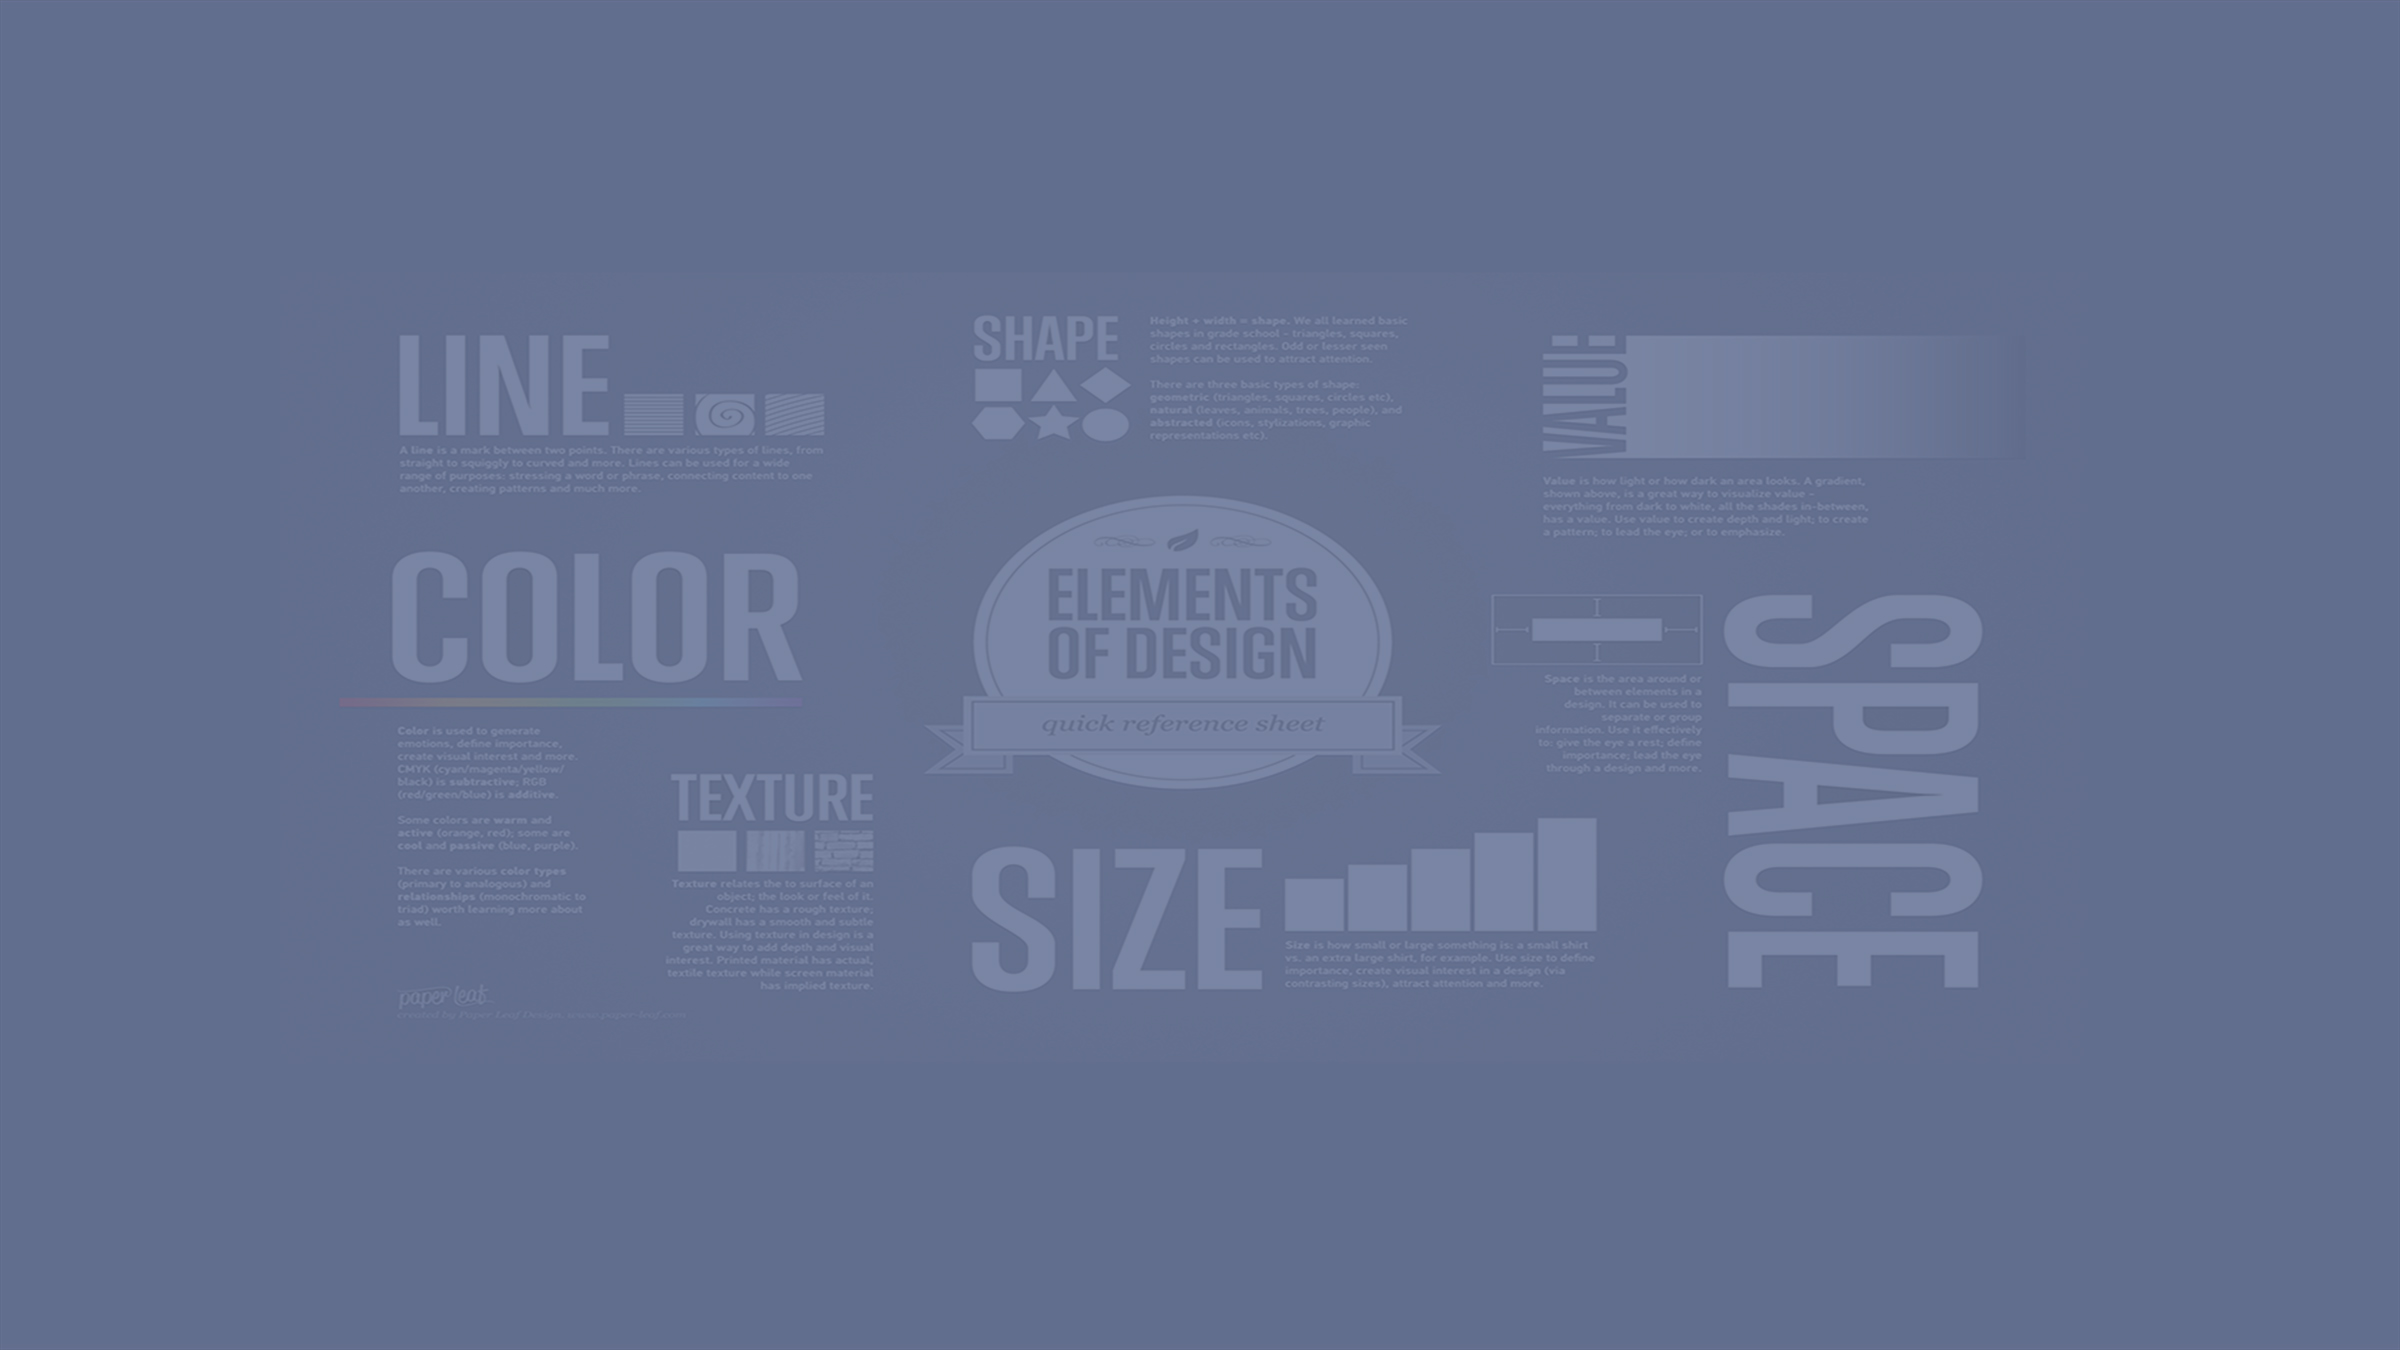 LINE
A line is a mark between two points. There are various types of lines, from
straight to squiggly to curved and more. Lines can be used for a wide
range of purposes: stressing a word or phrase, connecting content to one
another, creating patterns and much more.
SHAPE
Height + width = shape. We all learned basic
shapes in grade school - triangles, squares,
circles and rectangles. Odd or lesser seen
shapes can be used to attract attention.
There are three basic types of shape:
geometric (triangles, squares, circles etc),
natural (leaves, animals, trees, people), and
abstracted (icons, stylizations, graphic
representations etc).
VALUE
Value is how light or how dark an area looks. A gradient,
shown above, is a great way to visualize value -
everything from dark to white, all the shades in-between,
has a value. Use value to create depth and light; to create
a pattern; to lead the eye; or to emphasize.
COLOR
Color is used to generate
emotions, define importance,
create visual interest and more.
CMYK (cyan/magenta/yellow/
black) is subtractive; RGB
(red/green/blue) is additive.
Some colors are warm and
active (orange, red); some are
cool and passive (blue, purple).
There are various color types
(primary to analogous) and
relationships (monochromatic to
triad) worth learning more about
as well.
ELEMENTS
OF DESIGN
quick reference sheet
SPACE
Space is the area around or
between elements in a
design. It can be used to
separate or group
information. Use it effectively
to: give the eye a rest; define
importance; lead the eye
through a design and more.
TEXTURE
Texture relates the to surface of an
object; the look or feel of it.
Concrete has a rough texture;
drywall has a smooth and subtle
texture. Using texture in design is a
great way to add depth and visual
interest. Printed material has actual,
textile texture while screen material
has implied texture.
SIZE
Size is how small or large something is: a small shirt
vs. an extra large shirt, for example. Use size to define
importance, create visual interest in a design (via
contrasting sizes), attract attention and more.
paper leaf
created by Paper Leaf Design, www.paper-leaf.com